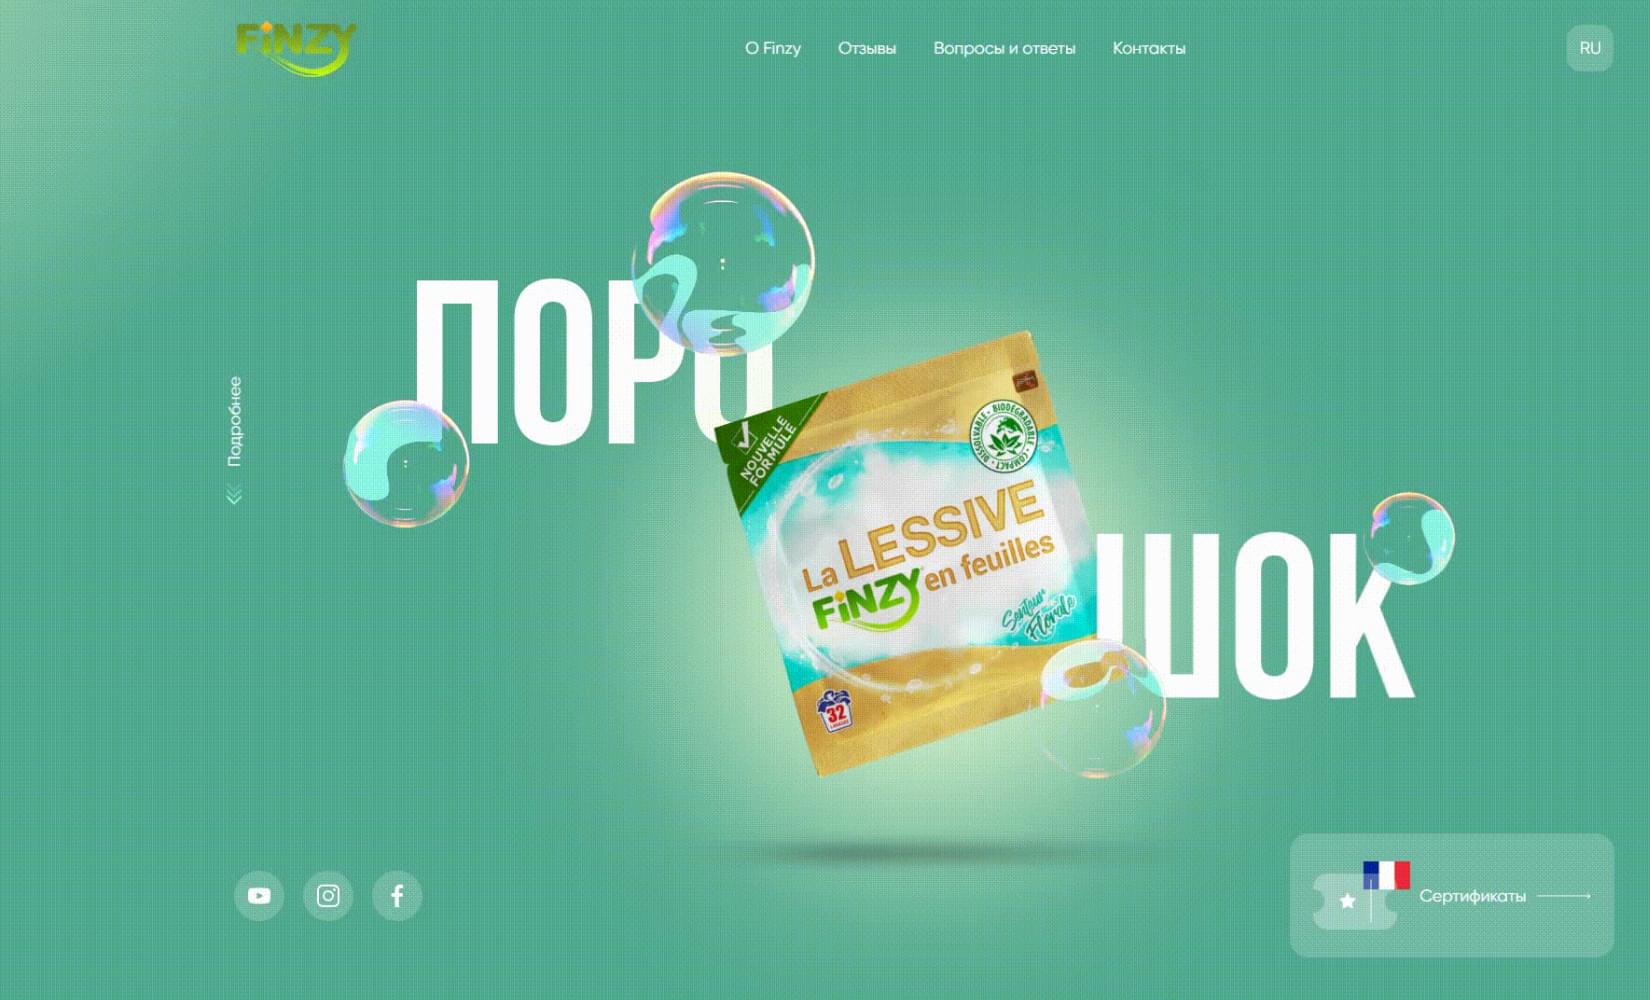 FiNZY
О Finzy
Отзывы
Вопросы и ответы
Контакты
RU
ПОРО
ШОК
Подробнее
NOUVELLE
FORMULE
BIODÉGRADABLE • COMPACT • DISSOLVABLE •
La LESSIVE
FiNZY en feuilles
Senteur
Florale
32
Сертификаты